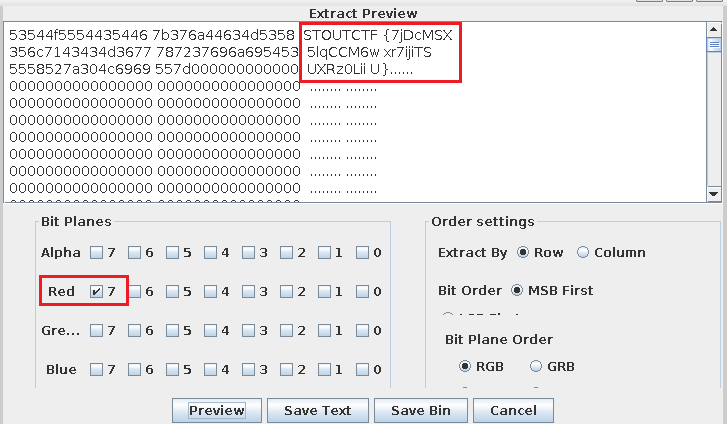 Extract Preview
53544f5554435446 7b376a44634d5358 STOUTCTF {7jDcMSX
356c7143434d3677 787237696a695453 5lqCCM6w xr7ijiTS
5558527a304c6969 557d000000000000 UXRz0Lii U}......
0000000000000000 0000000000000000 ........ ........
0000000000000000 0000000000000000 ........ ........
0000000000000000 0000000000000000 ........ ........
0000000000000000 0000000000000000 ........ ........
0000000000000000 0000000000000000 ........ ........
0000000000000000 0000000000000000 ........ ........
0000000000000000 0000000000000000 ........ ........
Bit Planes
Alpha 7 6 5 4 3 2 1 0
Red 7 6 5 4 3 2 1 0
Gre... 7 6 5 4 3 2 1 0
Blue 7 6 5 4 3 2 1 0
Order settings
Extract By Row Column
Bit Order MSB First
Bit Plane Order
RGB GRB
Preview Save Text Save Bin Cancel